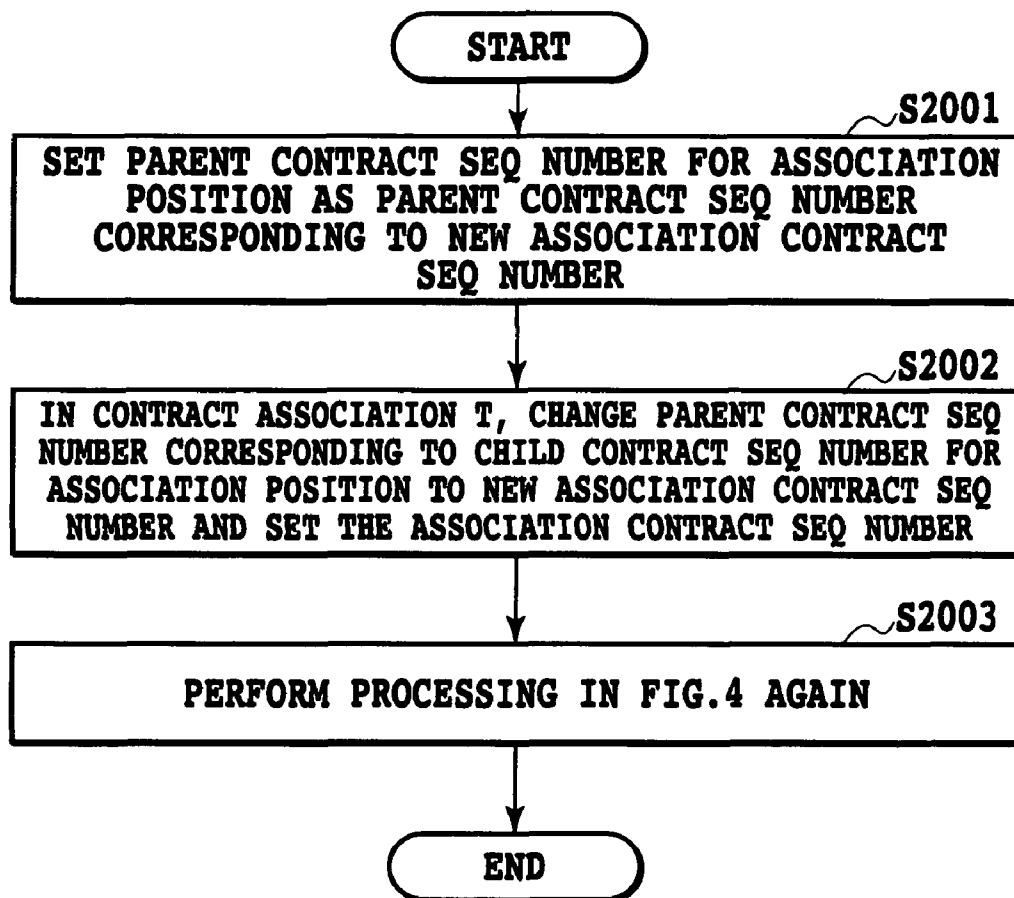 START
S2001
SET PARENT CONTRACT SEQ NUMBER FOR ASSOCIATION
POSITION AS PARENT CONTRACT SEQ NUMBER
CORRESPONDING TO NEW ASSOCIATION CONTRACT
SEQ NUMBER
S2002
IN CONTRACT ASSOCIATION T, CHANGE PARENT CONTRACT SEQ
NUMBER CORRESPONDING TO CHILD CONTRACT SEQ NUMBER FOR
ASSOCIATION POSITION TO NEW ASSOCIATION CONTRACT SEQ
NUMBER AND SET THE ASSOCIATION CONTRACT SEQ NUMBER
S2003
PERFORM PROCESSING IN FIG.4 AGAIN
END